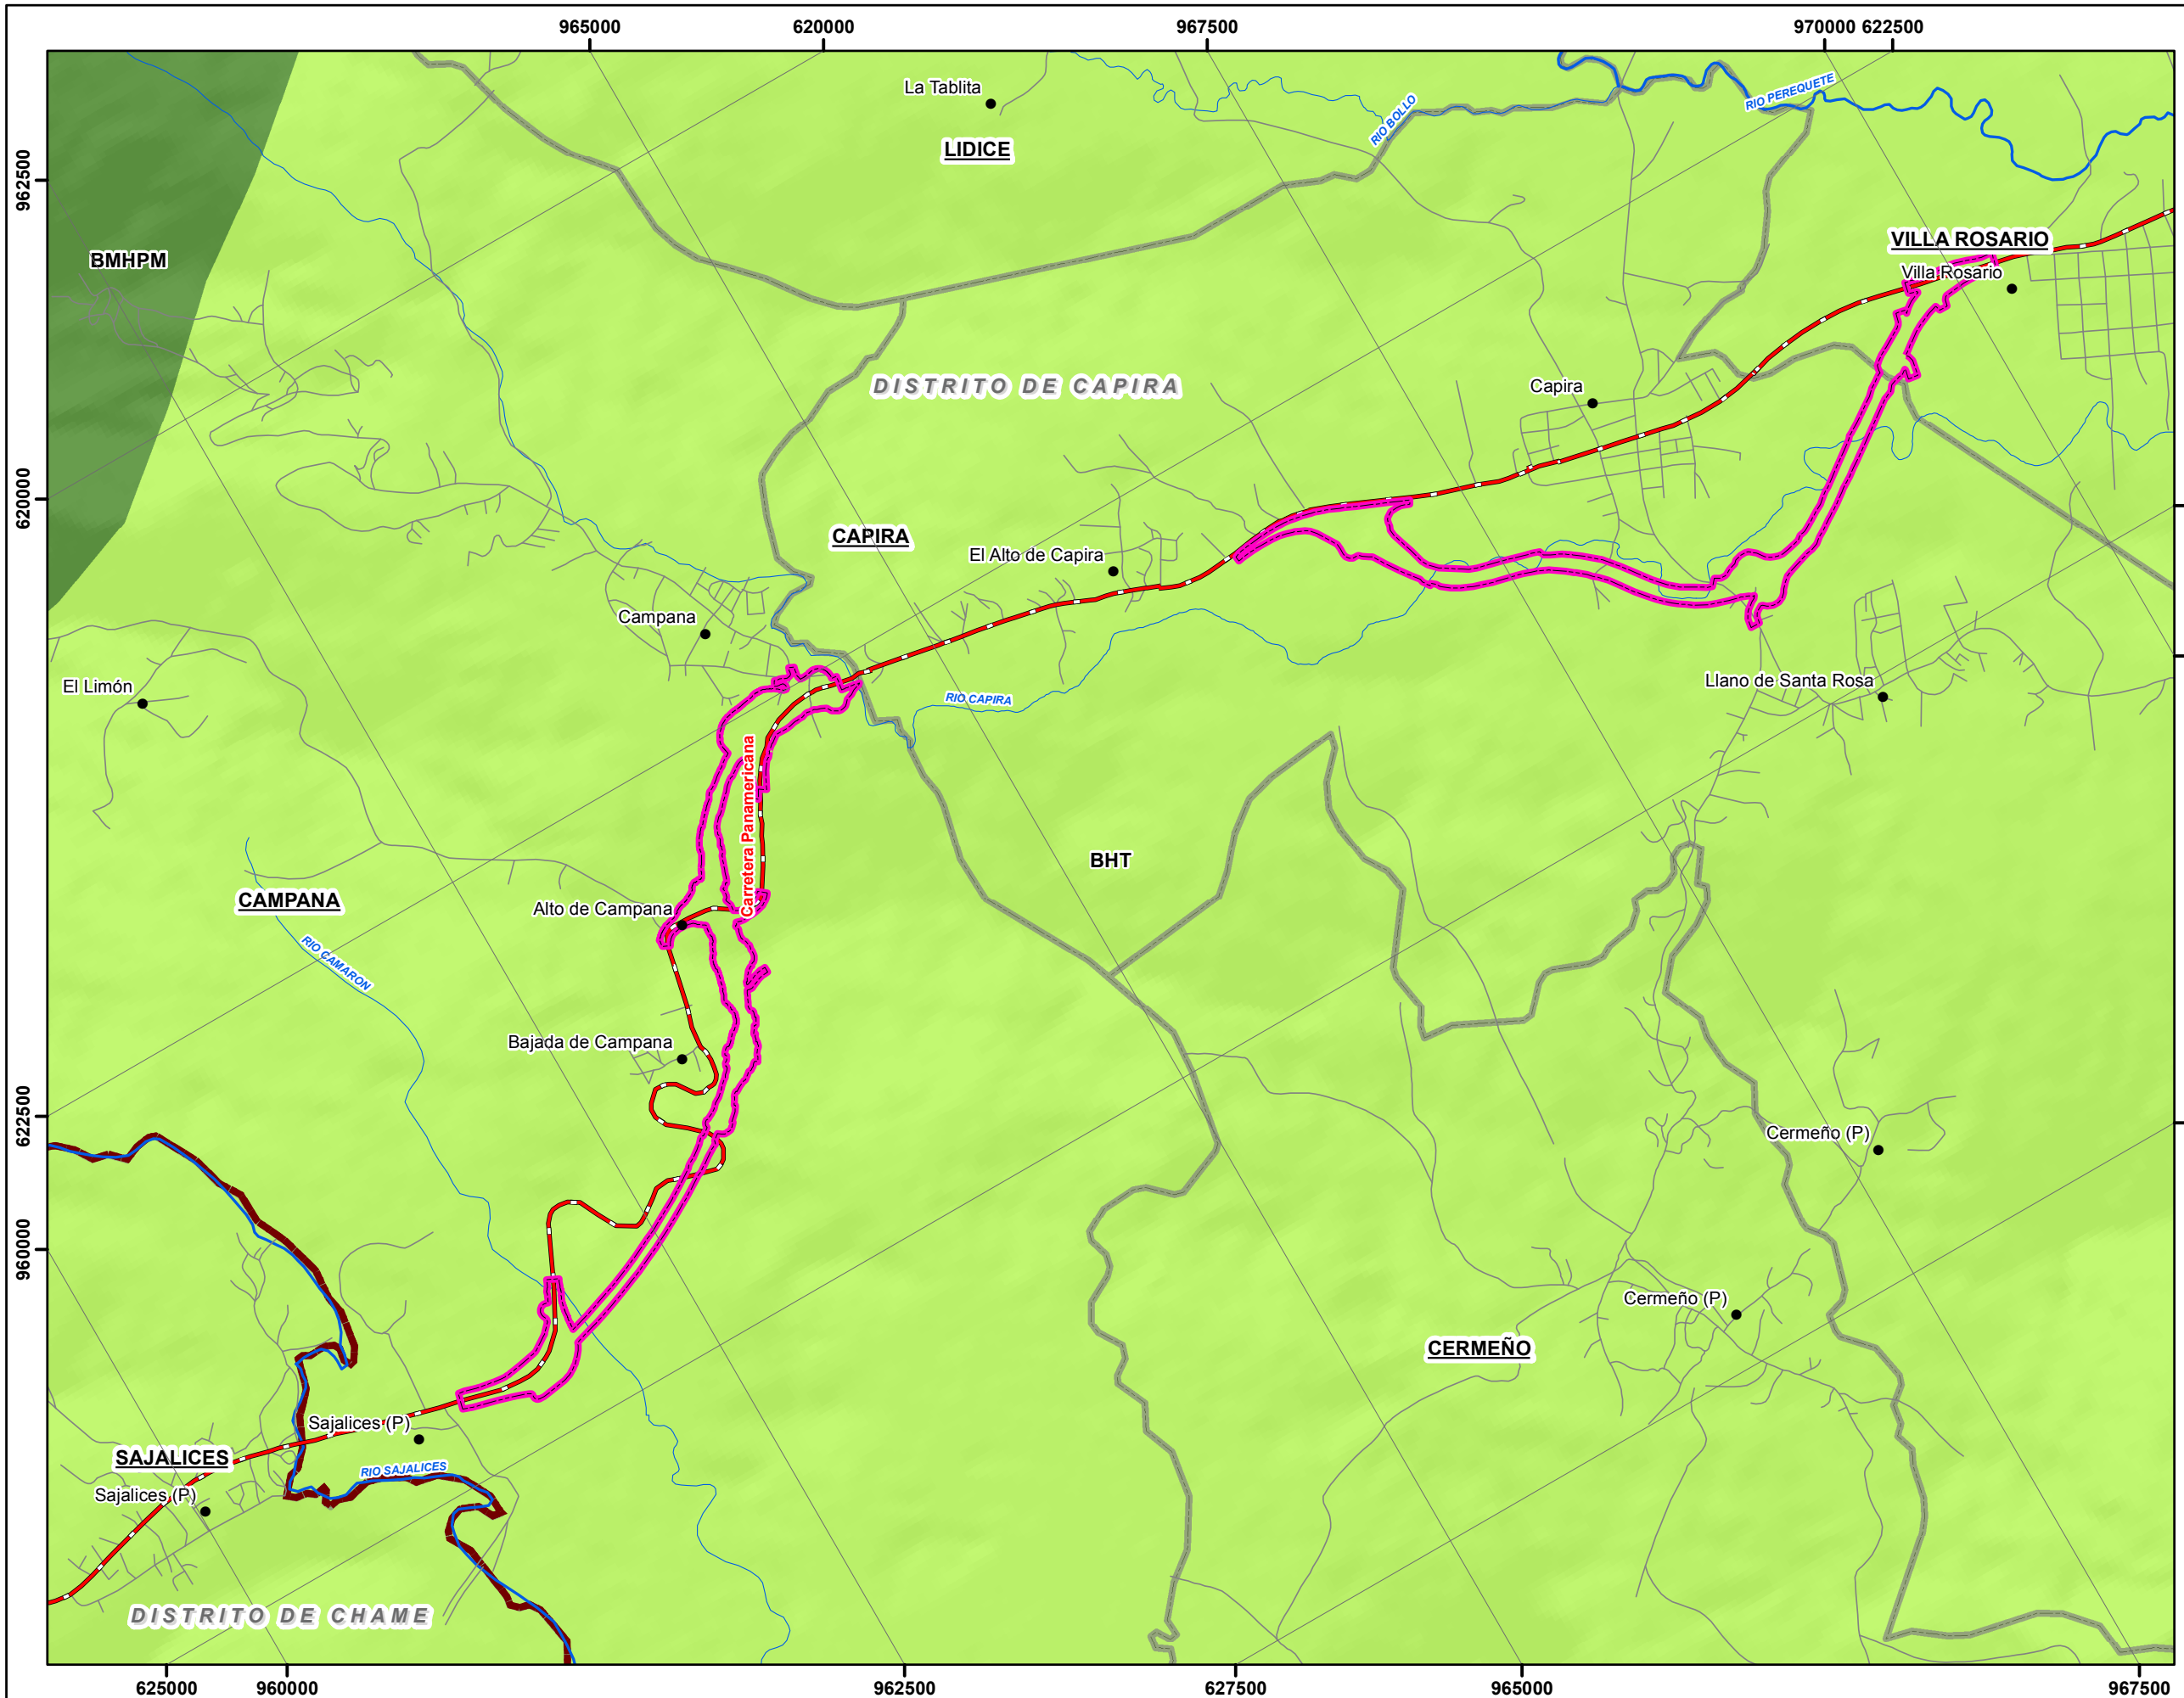 965000
620000
967500
970000
622500
La Tablita
RIO PEREQUETE
RIO BOLLO
LIDICE
962500
VILLA ROSARIO
BMHPM
Villa Rosario
DISTRITO DE CAPIRA
Capira
620000
CAPIRA
El Alto de Capira
Campana
El Limón
Llano de Santa Rosa
RIO CAPIRA
Carretera Panamericana
BHT
CAMPANA
Alto de Campana
RIO CAMARON
Bajada de Campana
622500
Cermeño (P)
960000
Cermeño (P)
CERMEÑO
Sajalices (P)
SAJALICES
RIO SAJALICES
Sajalices (P)
DISTRITO DE CHAME
625000
960000
962500
627500
965000
967500